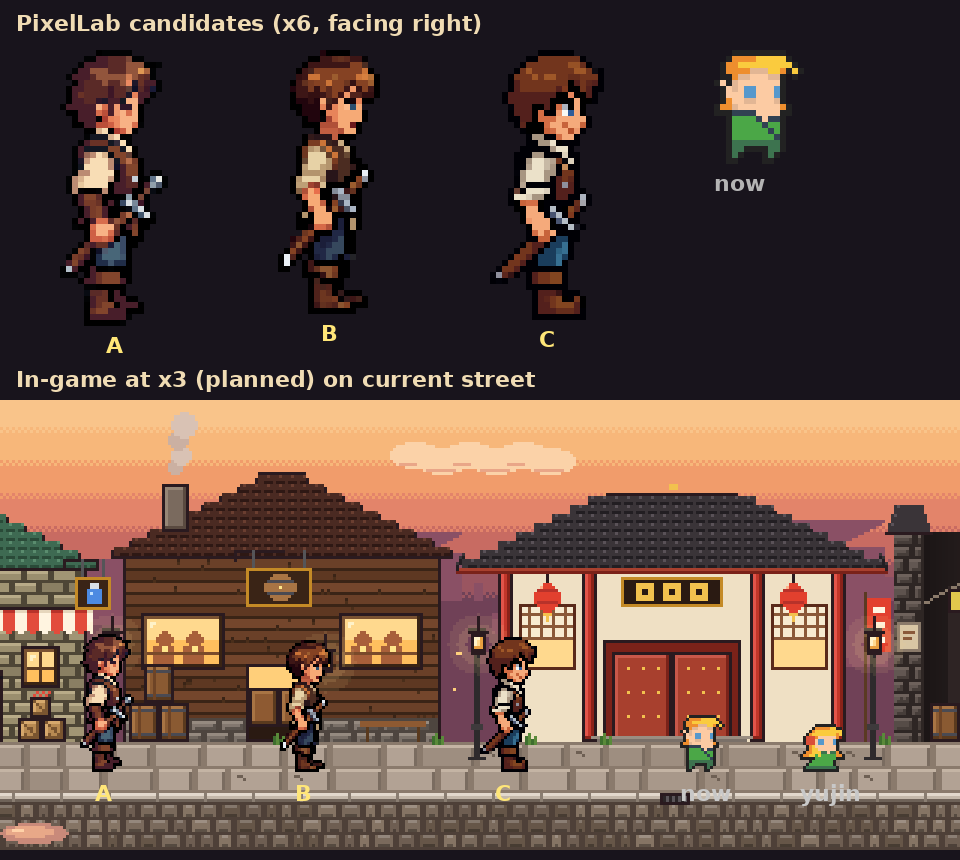 PixelLab candidates (x6, facing right)
now
A
B
C
In-game at x3 (planned) on current street
A
B
C
now
yujin